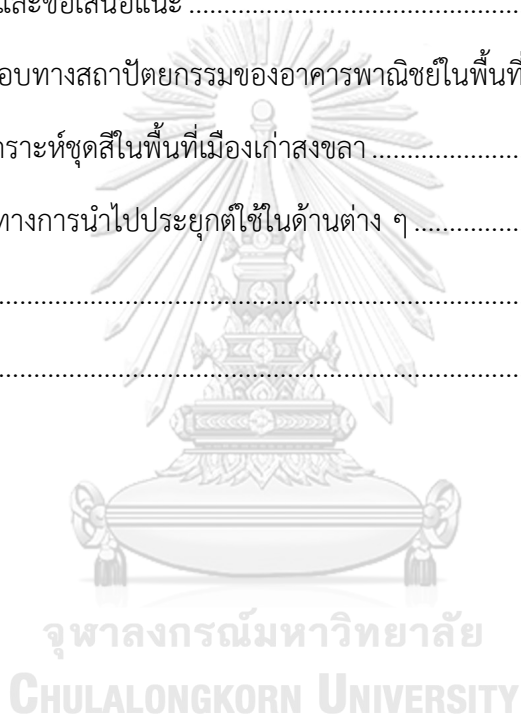 และข้อเสนอแนะ ........................................................
อบทางสถาปัตยกรรมของอาคารพาณิชย์ในพื้นที่
ราะห์ชุดสีในพื้นที่เมืองเก่าสงขลา ........................
ทางการนำไปประยุกต์ใช้ในด้านต่าง ๆ ..................
................................................................................
................................................................................
จุฬาลงกรณ์มหาวิทยาลัย
CHULALONGKORN UNIVERSITY